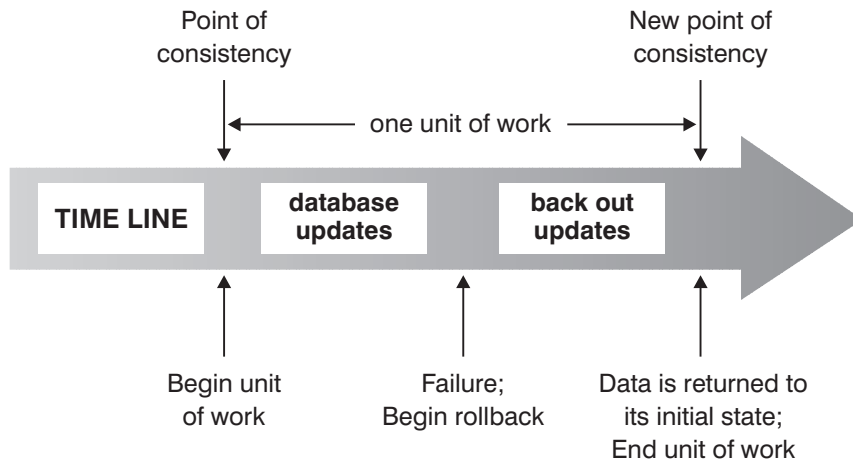 Point of
consistency
New point of
consistency
one unit of work
TIME LINE
database
updates
back out
updates
Begin unit
of work
Failure;
Begin rollback
Data is returned to
its initial state;
End unit of work